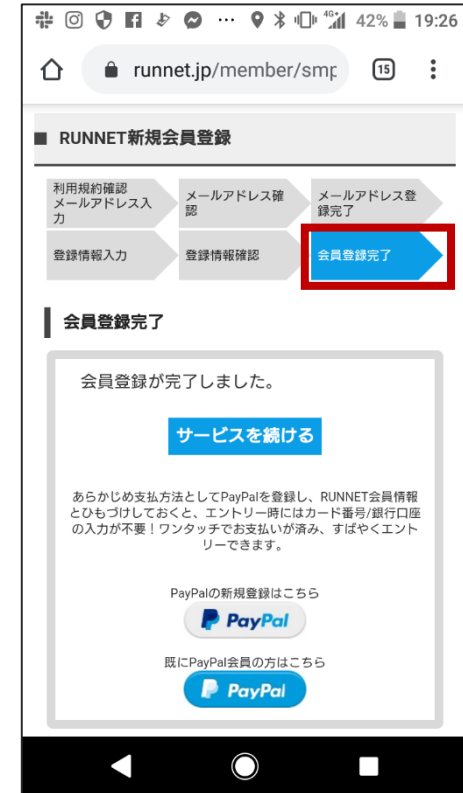 4G 42% 19:26
runnet.jp/member/smp 15
RUNNET新規会員登録
利用規約確認
メールアドレス入
力
メールアドレス確
認
メールアドレス登
録完了
登録情報入力
登録情報確認
会員登録完了
会員登録完了
会員登録が完了しました。
サービスを続ける
あらかじめ支払方法としてPayPalを登録し、RUNNET会員情報
とひもづけしておくと、エントリー時にはカード番号/銀行口座
の入力が不要！ワンタッチでお支払いが済み、すばやくエント
リーできます。
PayPalの新規登録はこちら
PayPal
既にPayPal会員の方はこちら
PayPal